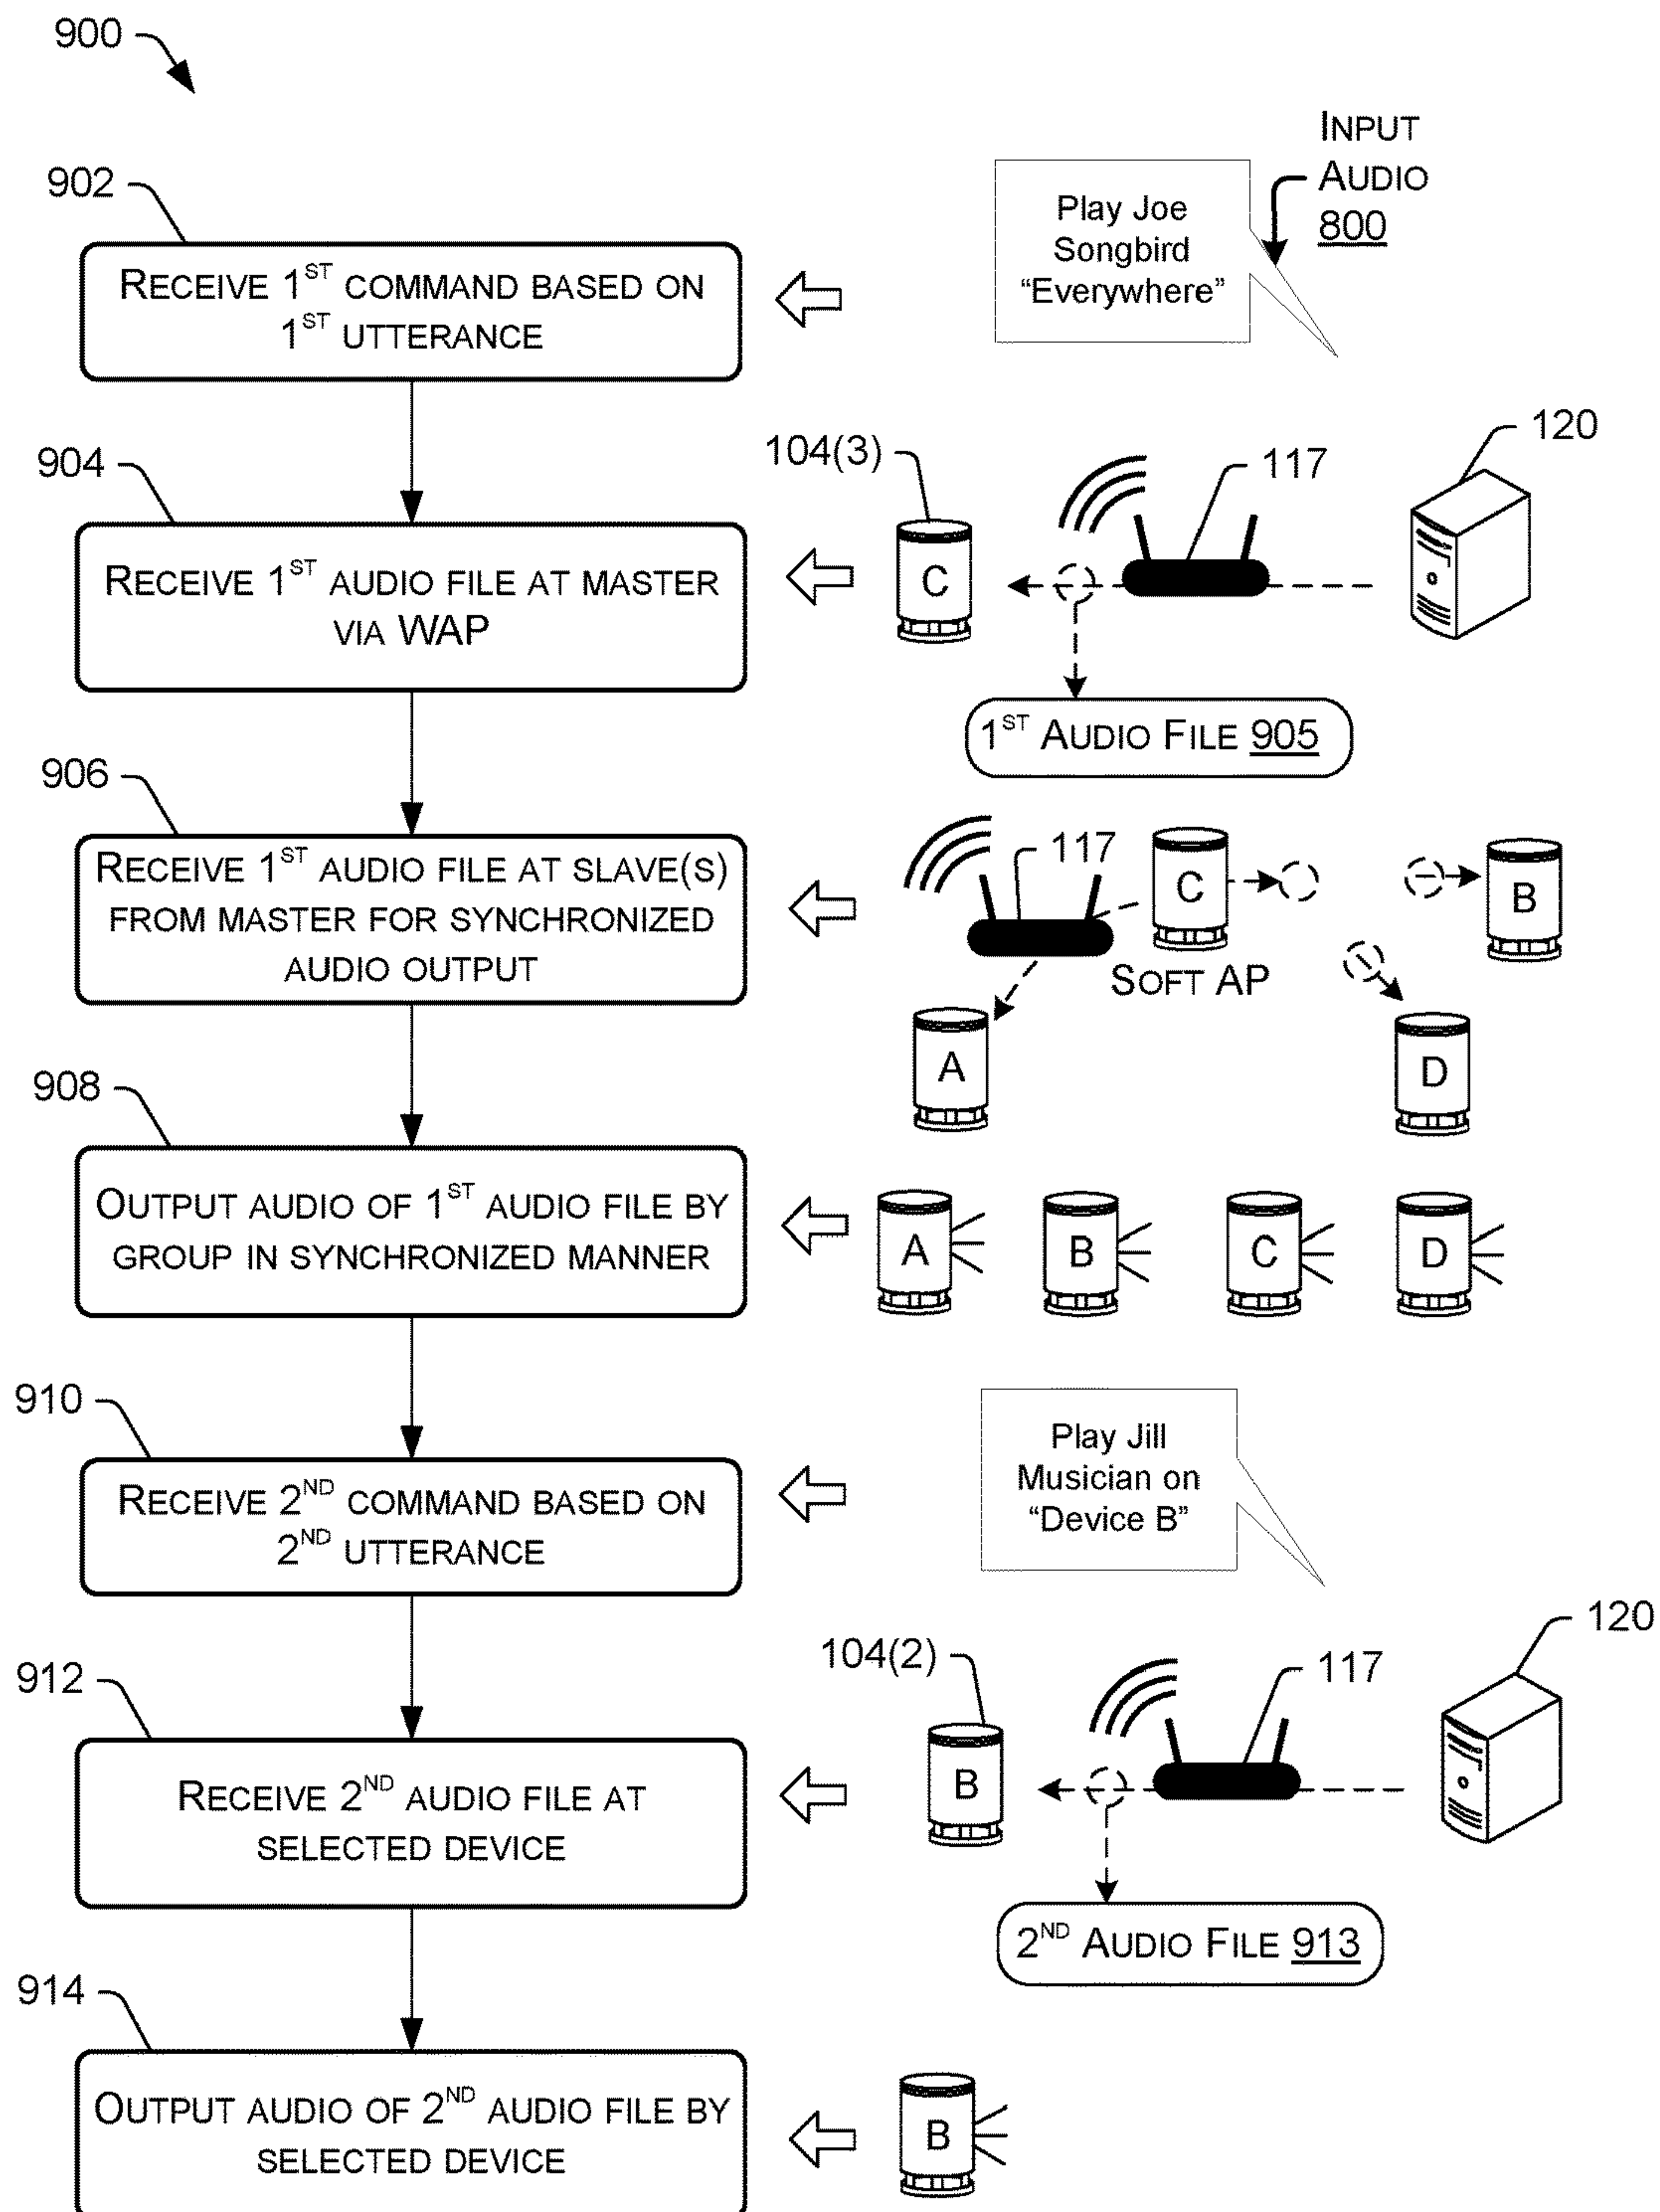 900
INPUT
AUDIO
800
902
Play Joe
Songbird
“Everywhere”
RECEIVE 1ST COMMAND BASED ON
1ST UTTERANCE
904
104(3)
117
120
C
RECEIVE 1ST AUDIO FILE AT MASTER
VIA WAP
1ST AUDIO FILE 905
906
117
C
B
RECEIVE 1ST AUDIO FILE AT SLAVE(S)
FROM MASTER FOR SYNCHRONIZED
AUDIO OUTPUT
SOFT AP
A
D
908
OUTPUT AUDIO OF 1ST AUDIO FILE BY
GROUP IN SYNCHRONIZED MANNER
A
B
C
D
910
Play Jill
Musician on
“Device B”
RECEIVE 2ND COMMAND BASED ON
2ND UTTERANCE
912
104(2)
117
120
B
RECEIVE 2ND AUDIO FILE AT
SELECTED DEVICE
2ND AUDIO FILE 913
914
OUTPUT AUDIO OF 2ND AUDIO FILE BY
SELECTED DEVICE
B